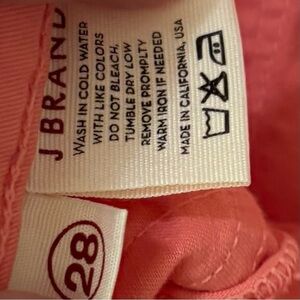 J BRAND
WASH IN COLD WATER
WITH LIKE COLORS
DO NOT BLEACH,
TUMBLE DRY LOW
REMOVE PROMPTLY
WARM IRON IF NEEDED
MADE IN CALIFORNIA, USA
28